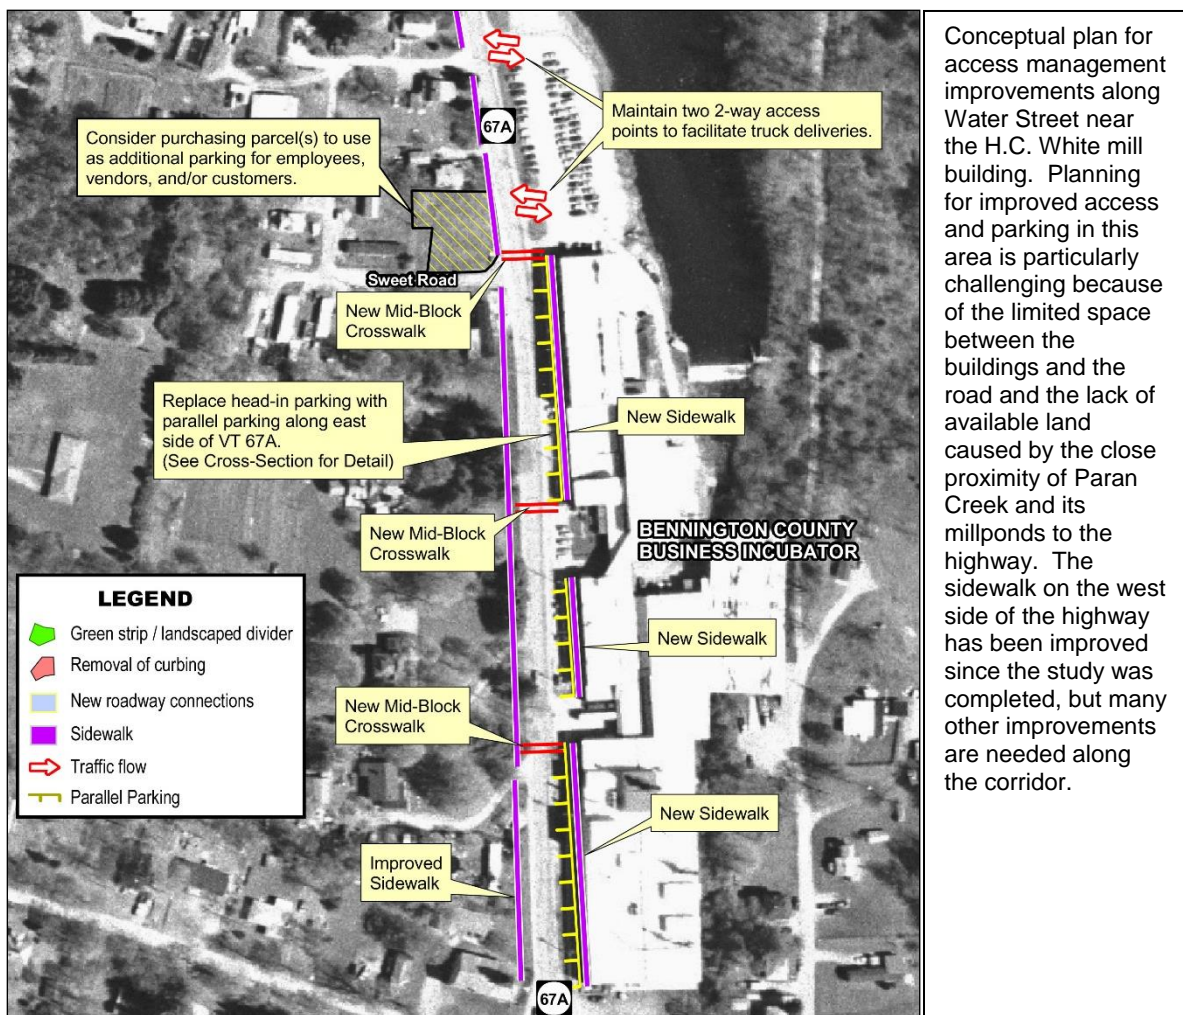 67A
Maintain two 2-way access
points to facilitate truck deliveries.
Consider purchasing parcel(s) to use
as additional parking for employees,
vendors, and/or customers.
Sweet Road
New Mid-Block
Crosswalk
Replace head-in parking with
parallel parking along east
side of VT 67A.
(See Cross-Section for Detail)
New Sidewalk
New Mid-Block
Crosswalk
BENNINGTON COUNTY
BUSINESS INCUBATOR
LEGEND
Green strip / landscaped divider
Removal of curbing
New roadway connections
Sidewalk
Traffic flow
Parallel Parking
New Sidewalk
New Mid-Block
Crosswalk
New Sidewalk
Improved
Sidewalk
67A
Conceptual plan for
access management
improvements along
Water Street near
the H.C. White mill
building.  Planning
for improved access
and parking in this
area is particularly
challenging because
of the limited space
between the
buildings and the
road and the lack of
available land
caused by the close
proximity of Paran
Creek and its
millponds to the
highway.  The
sidewalk on the west
side of the highway
has been improved
since the study was
completed, but many
other improvements
are needed along
the corridor.